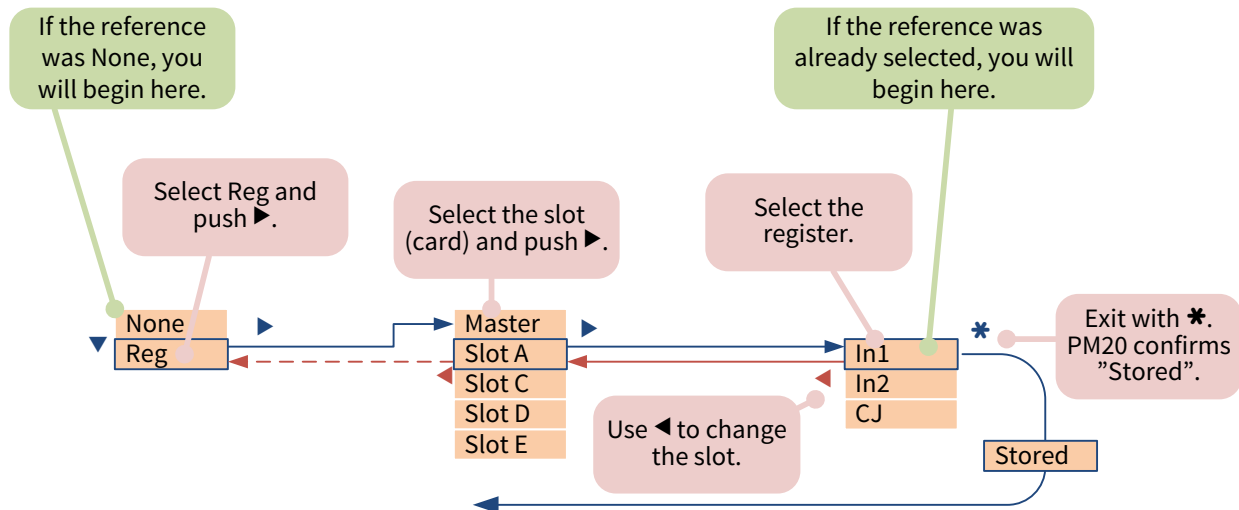 If the reference
was None, you
will begin here.
If the reference was
already selected, you will
begin here.
Select Reg and
push ▶.
Select the slot
(card) and push ▶.
Select the
register.
None
Reg
Master
Slot A
Slot C
Slot D
Slot E
In1
In2
CJ
Exit with *.
PM20 confirms
”Stored”.
Use ◀ to change
the slot.
Stored